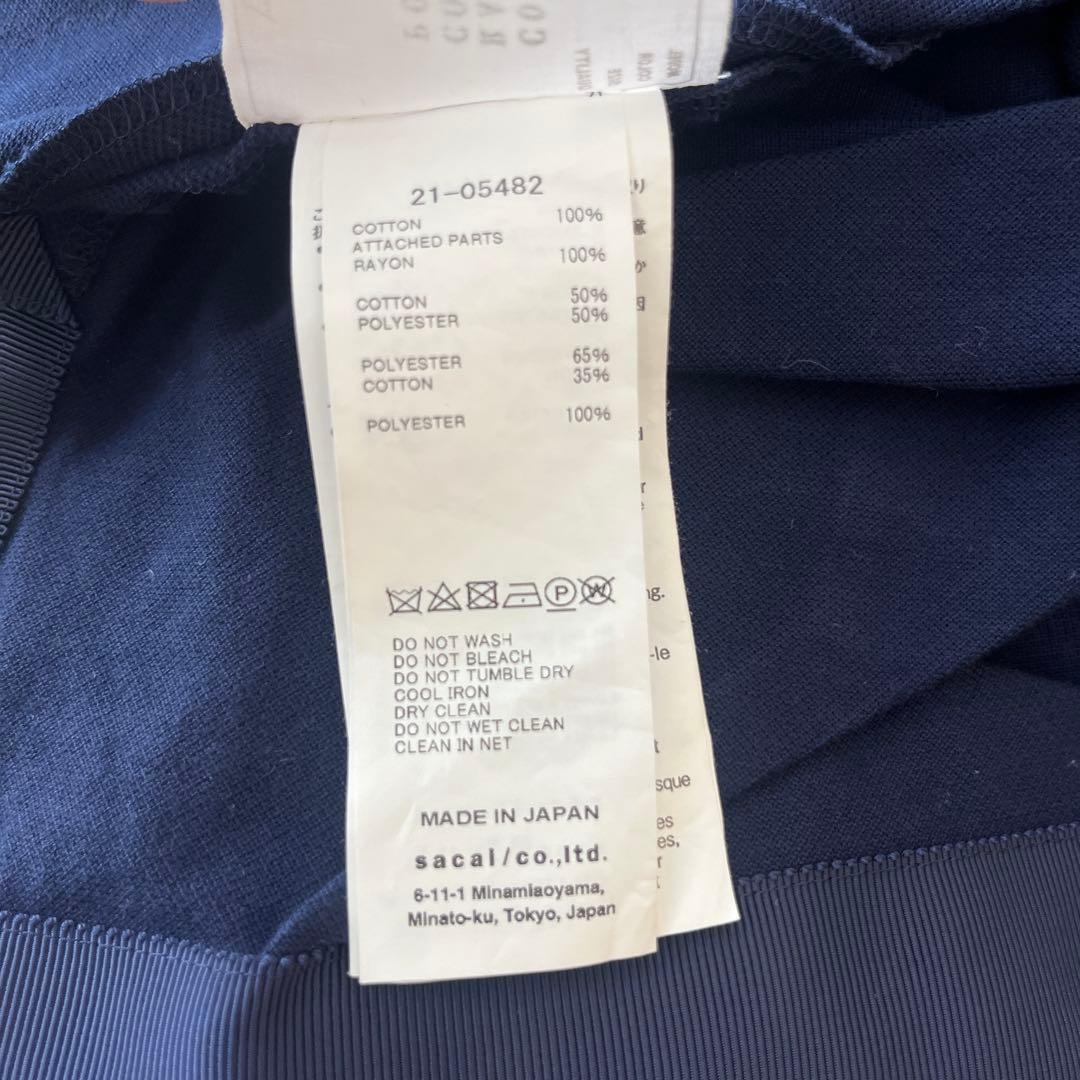 21-05482
COTTON 100%
ATTACHED PARTS
RAYON 100%
COTTON 50%
POLYESTER 50%
POLYESTER 65%
COTTON 35%
POLYESTER 100%
P
W
DO NOT WASH
DO NOT BLEACH
DO NOT TUMBLE DRY
COOL IRON
DRY CLEAN
DO NOT WET CLEAN
CLEAN IN NET
MADE IN JAPAN
sacai/co.,ltd.
6-11-1 Minamiaoyama,
Minato-ku, Tokyo, Japan